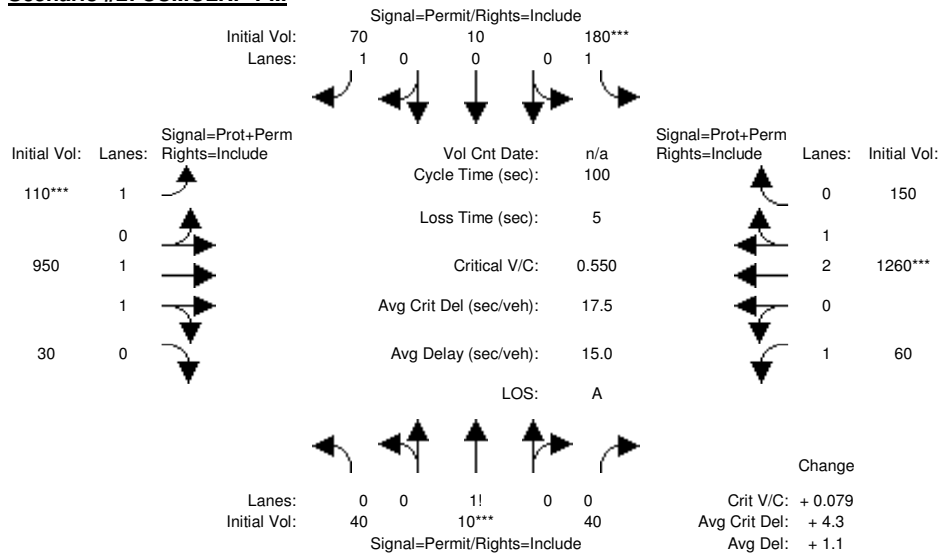 Signal=Permit/Rights=Include
Initial Vol: 70 10 180***
Lanes: 1 0 0 0 1
Signal=Prot+Perm Signal=Prot+Perm
Initial Vol: Lanes: Rights=Include Vol Cnt Date: n/a Rights=Include Lanes: Initial Vol:
Cycle Time (sec): 100
110*** 1 0 150
Loss Time (sec): 5
0 1
950 1 Critical V/C: 0.550 2 1260***
1 Avg Crit Del (sec/veh): 17.5 0
30 0 Avg Delay (sec/veh): 15.0 1 60
LOS: A
Change
Lanes: 0 0 1! 0 0 Crit V/C: + 0.079
Initial Vol: 40 10*** 40 Avg Crit Del: + 4.3
Signal=Permit/Rights=Include Avg Del: + 1.1